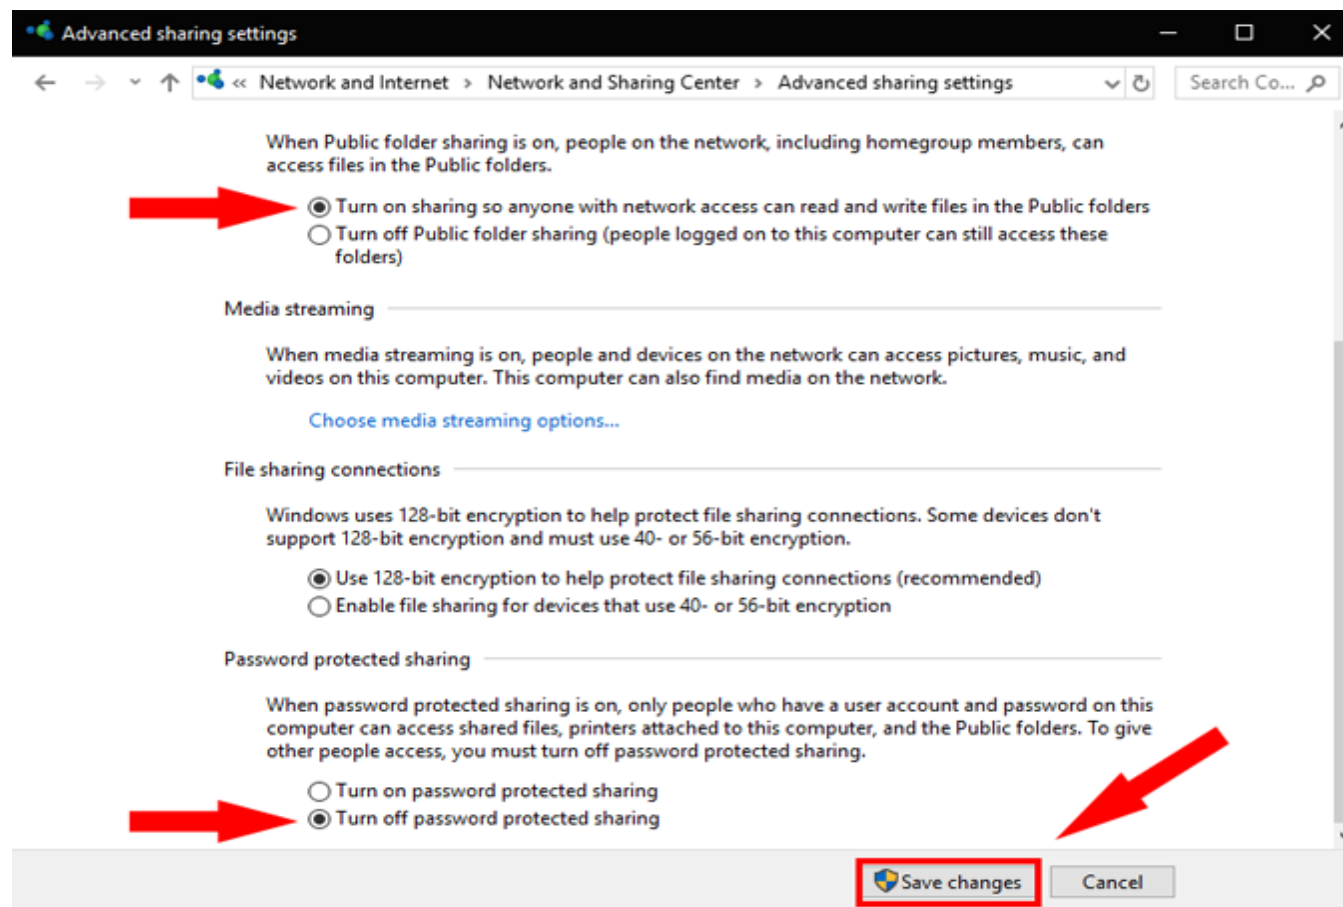 Advanced sharing settings
« Network and Internet > Network and Sharing Center > Advanced sharing settings
Search Co...
When Public folder sharing is on, people on the network, including homegroup members, can
access files in the Public folders.
Turn on sharing so anyone with network access can read and write files in the Public folders
Turn off Public folder sharing (people logged on to this computer can still access these
folders)
Media streaming
When media streaming is on, people and devices on the network can access pictures, music, and
videos on this computer. This computer can also find media on the network.
Choose media streaming options...
File sharing connections
Windows uses 128-bit encryption to help protect file sharing connections. Some devices don't
support 128-bit encryption and must use 40- or 56-bit encryption.
Use 128-bit encryption to help protect file sharing connections (recommended)
Enable file sharing for devices that use 40- or 56-bit encryption
Password protected sharing
When password protected sharing is on, only people who have a user account and password on this
computer can access shared files, printers attached to this computer, and the Public folders. To give
other people access, you must turn off password protected sharing.
Turn on password protected sharing
Turn off password protected sharing
Save changes
Cancel